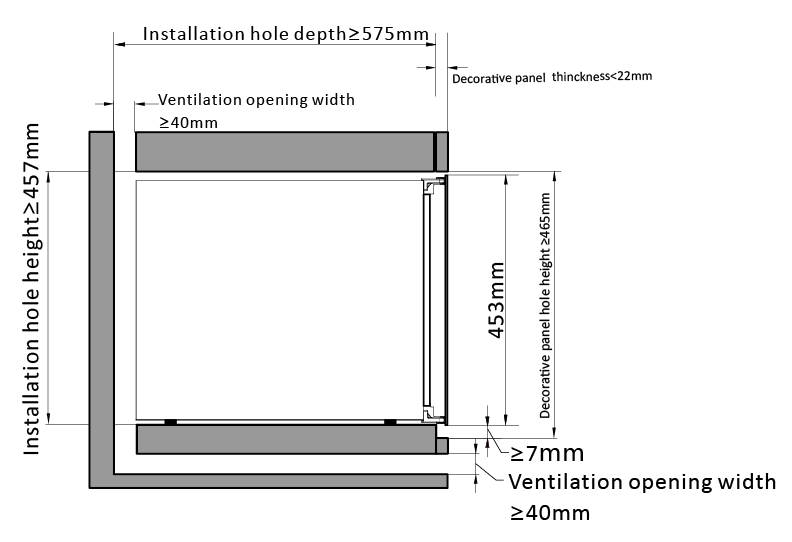 Installation hole depth≥575mm
Decorative panel thinckness<22mm
Ventilation opening width
≥40mm
Installation hole height≥457mm
453mm
Decorative panel hole height ≥465mm
≥7mm
Ventilation opening width
≥40mm